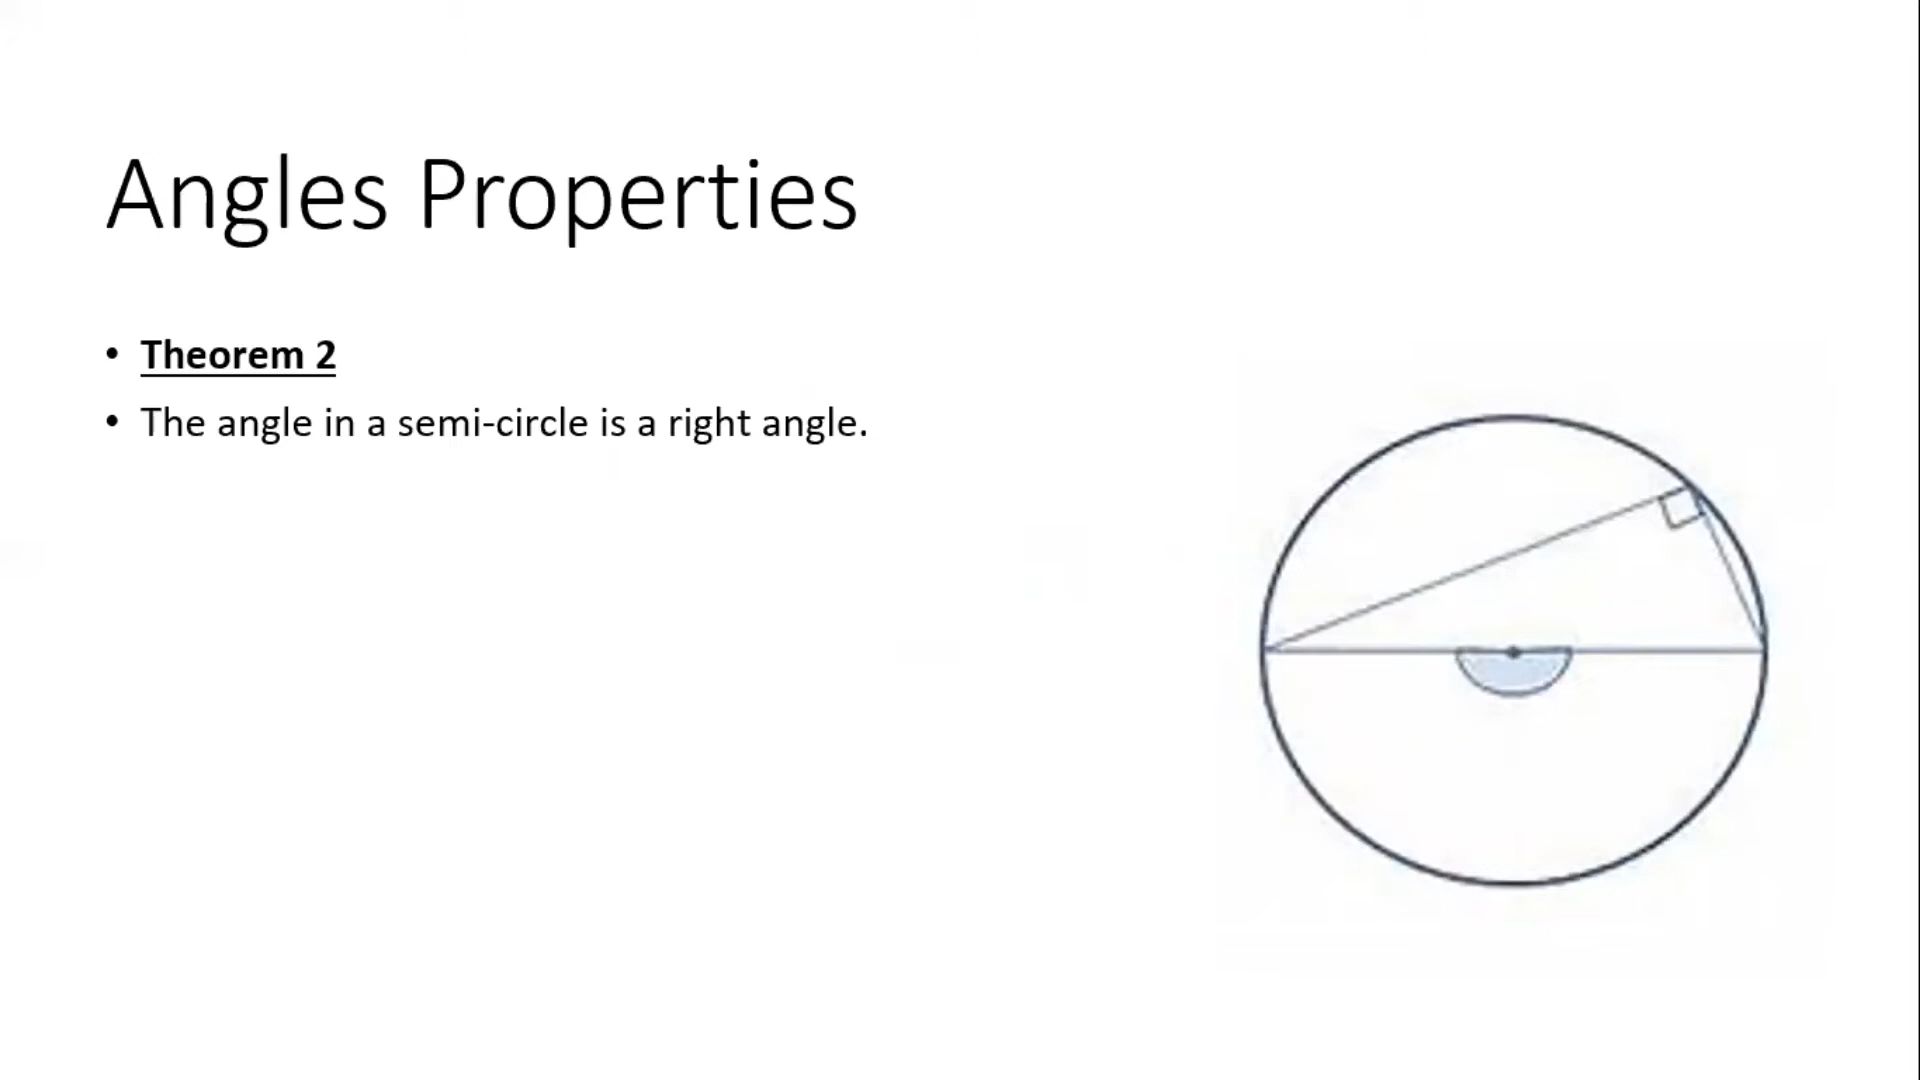 Angles Properties
• Theorem 2
• The angle in a semi-circle is a right angle.